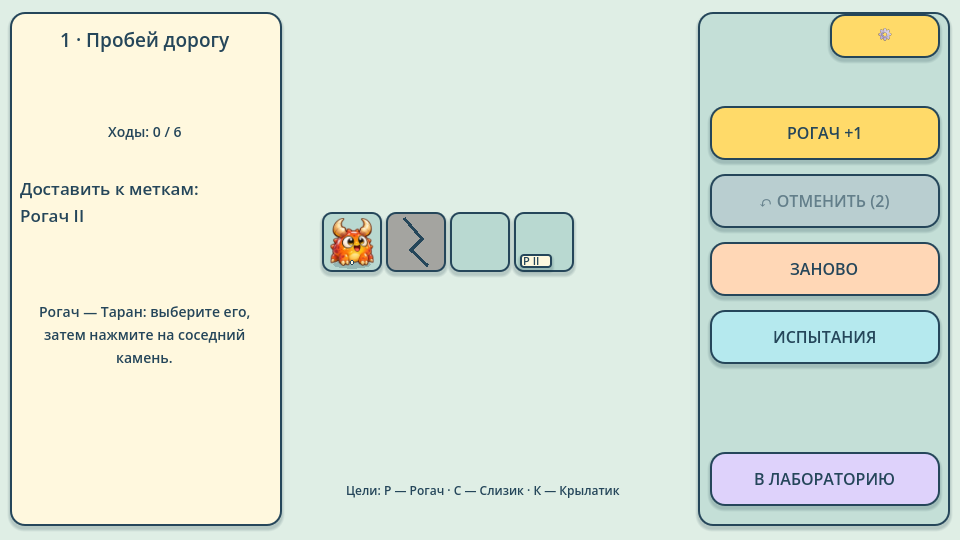 1 · Пробей дорогу
Ходы: 0 / 6
Доставить к меткам:
Рогач II
Рогач — Таран: выберите его,
затем нажмите на соседний
камень.
Р II
Цели: Р — Рогач · С — Слизик · К — Крылатик
РОГАЧ +1
⤺ ОТМЕНИТЬ (2)
ЗАНОВО
ИСПЫТАНИЯ
В ЛАБОРАТОРИЮ